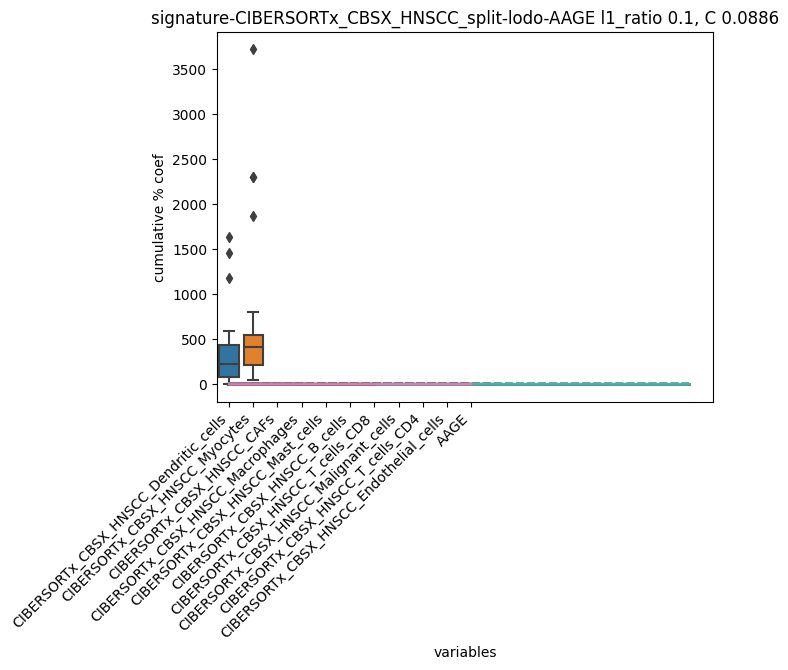 signature-CIBERSORTx_CBSX_HNSCC_split-lodo-AAGE l1_ratio 0.1, C 0.0886
3500
3000
2500
2000
1500
1000
500
0
cumulative % coef
CIBERSORTx_CBSX_HNSCC_Dendritic_cells
CIBERSORTx_CBSX_HNSCC_Myocytes
CIBERSORTx_CBSX_HNSCC_CAFs
CIBERSORTx_CBSX_HNSCC_Macrophages
CIBERSORTx_CBSX_HNSCC_Mast_cells
CIBERSORTx_CBSX_HNSCC_B_cells
CIBERSORTx_CBSX_HNSCC_T_cells_CD8
CIBERSORTx_CBSX_HNSCC_Malignant_cells
CIBERSORTx_CBSX_HNSCC_T_cells_CD4
CIBERSORTx_CBSX_HNSCC_Endothelial_cells
AAGE
variables